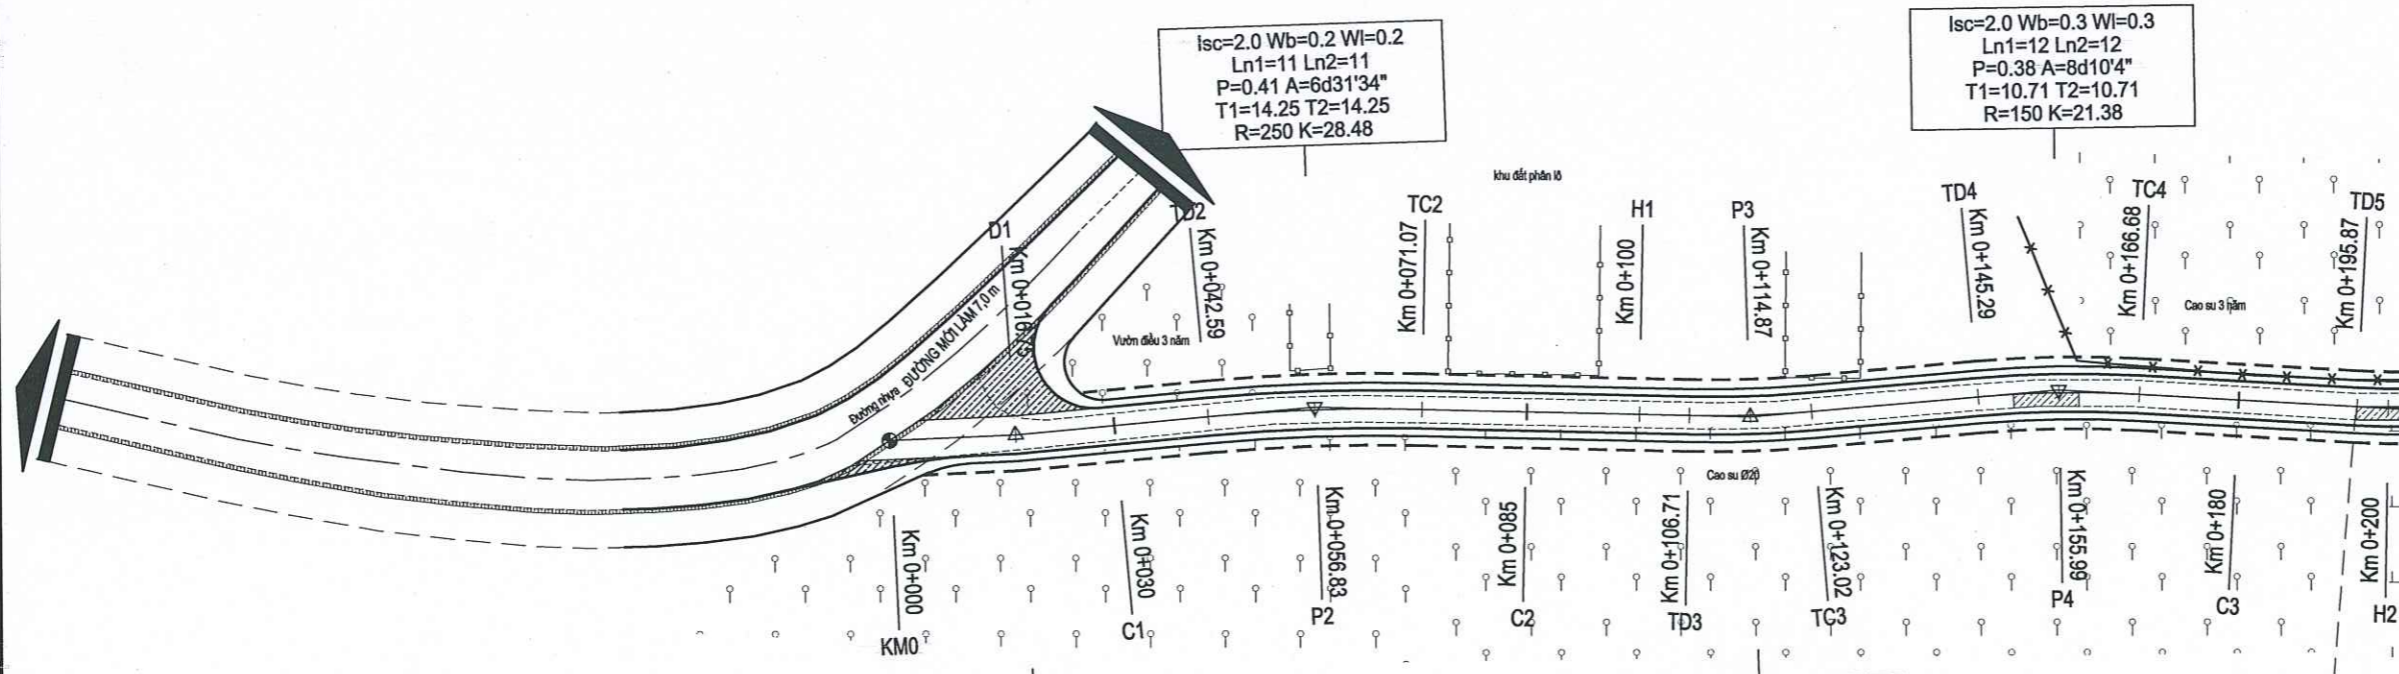 Isc=2.0 Wb=0.2 Wl=0.2
Ln1=11 Ln2=11
P=0.41 A=6d31'34"
T1=14.25 T2=14.25
R=250 K=28.48
Isc=2.0 Wb=0.3 Wl=0.3
Ln1=12 Ln2=12
P=0.38 A=8d10'4"
T1=10.71 T2=10.71
R=150 K=21.38
khu đất phân lô
D1
Km 0+016.75
TD2
Km 0+042.59
TC2
Km 0+071.07
H1
Km 0+100
P3
Km 0+114.87
TD4
Km 0+145.29
TC4
Km 0+166.68
TD5
Km 0+195.87
Cao su 3 năm
Vườn điều 3 năm
Đường nhựa ĐƯỜNG MỚI LÀM 7,0 m
Cao su Ø20
Km 0+000
KM0
Km 0+030
C1
Km 0+056.83
P2
Km 0+085
C2
Km 0+106.71
TD3
Km 0+123.02
TC3
Km 0+155.99
P4
Km 0+180
C3
Km 0+200
H2